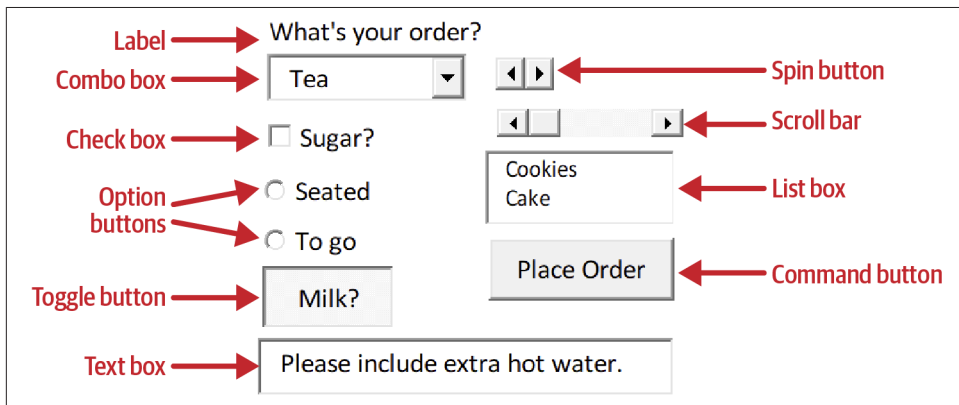 Label
What's your order?
Combo box
Tea
Spin button
Check box
Sugar?
Scroll bar
Option
buttons
Seated
To go
Cookies
Cake
List box
Toggle button
Milk?
Place Order
Command button
Text box
Please include extra hot water.